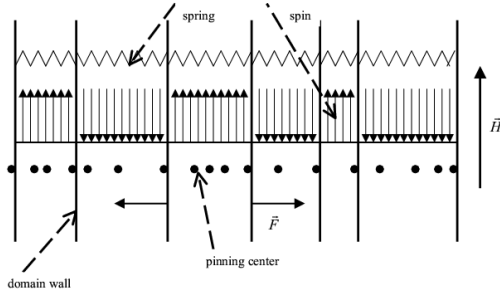 spring
spin
H
F
pinning center
domain wall